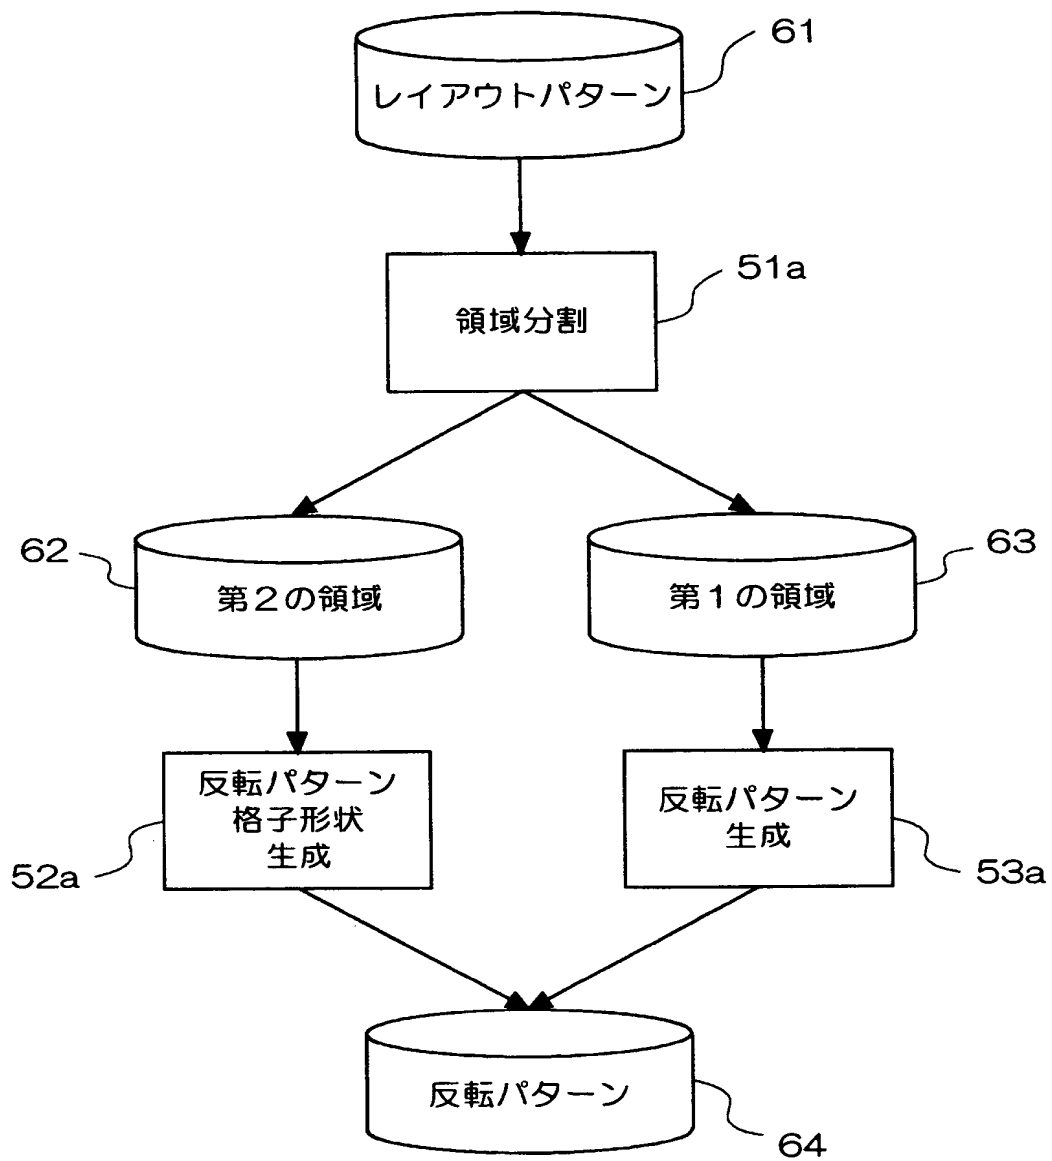 61
レイアウトパターン
51a
領域分割
62
63
第2の領域
第1の領域
反転パターン
格子形状
生成
52a
反転パターン
生成
53a
反転パターン
64